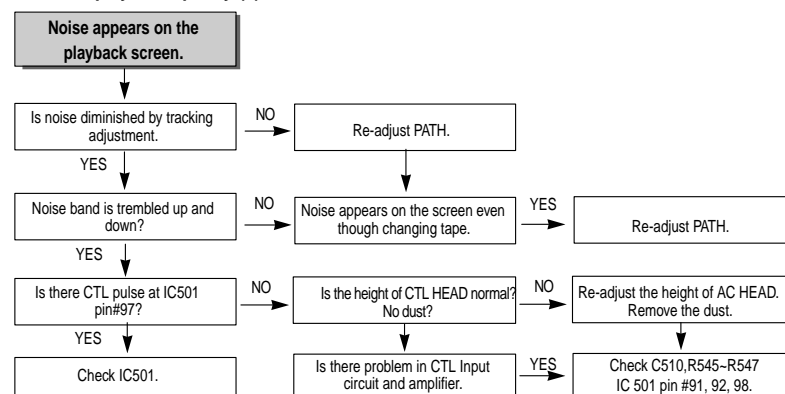 Noise appears on the
playback screen.
Is noise diminished by tracking
adjustment.
NO
Re-adjust PATH.
YES
Noise band is trembled up and
down?
NO
Noise appears on the screen even
though changing tape.
YES
Re-adjust PATH.
YES
Is there CTL pulse at IC501
pin#97?
NO
Is the height of CTL HEAD normal?
No dust?
NO
Re-adjust the height of AC HEAD.
Remove the dust.
YES
Check IC501.
Is there problem in CTL Input
circuit and amplifier.
YES
Check C510,R545~R547
IC 501 pin #91, 92, 98.